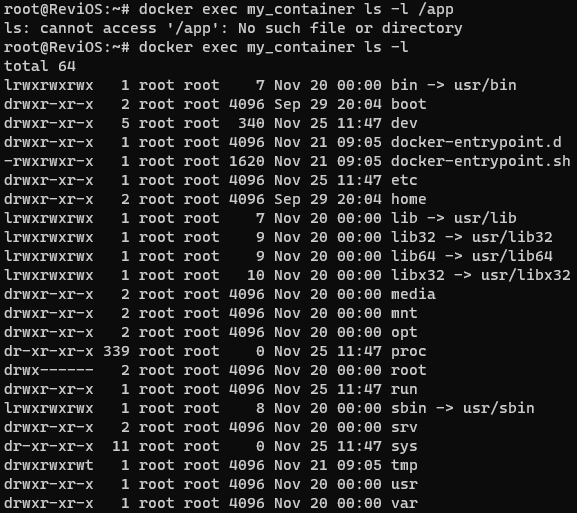 root@ReviOS:~# docker exec my_container ls -l /app
ls: cannot access '/app': No such file or directory
root@ReviOS:~# docker exec my_container ls -l
total 64
lrwxrwxrwx   1 root root    7 Nov 20 00:00 bin -> usr/bin
drwxr-xr-x   2 root root 4096 Sep 29 20:04 boot
drwxr-xr-x   5 root root  340 Nov 25 11:47 dev
drwxr-xr-x   1 root root 4096 Nov 21 09:05 docker-entrypoint.d
-rwxrwxr-x   1 root root 1620 Nov 21 09:05 docker-entrypoint.sh
drwxr-xr-x   1 root root 4096 Nov 25 11:47 etc
drwxr-xr-x   2 root root 4096 Sep 29 20:04 home
lrwxrwxrwx   1 root root    7 Nov 20 00:00 lib -> usr/lib
lrwxrwxrwx   1 root root    9 Nov 20 00:00 lib32 -> usr/lib32
lrwxrwxrwx   1 root root    9 Nov 20 00:00 lib64 -> usr/lib64
lrwxrwxrwx   1 root root   10 Nov 20 00:00 libx32 -> usr/libx32
drwxr-xr-x   2 root root 4096 Nov 20 00:00 media
drwxr-xr-x   2 root root 4096 Nov 20 00:00 mnt
drwxr-xr-x   2 root root 4096 Nov 20 00:00 opt
dr-xr-xr-x 339 root root    0 Nov 25 11:47 proc
drwx------   2 root root 4096 Nov 20 00:00 root
drwxr-xr-x   1 root root 4096 Nov 25 11:47 run
lrwxrwxrwx   1 root root    8 Nov 20 00:00 sbin -> usr/sbin
drwxr-xr-x   2 root root 4096 Nov 20 00:00 srv
dr-xr-xr-x  11 root root    0 Nov 25 11:47 sys
drwxrwxrwt   1 root root 4096 Nov 21 09:05 tmp
drwxr-xr-x   1 root root 4096 Nov 20 00:00 usr
drwxr-xr-x   1 root root 4096 Nov 20 00:00 var